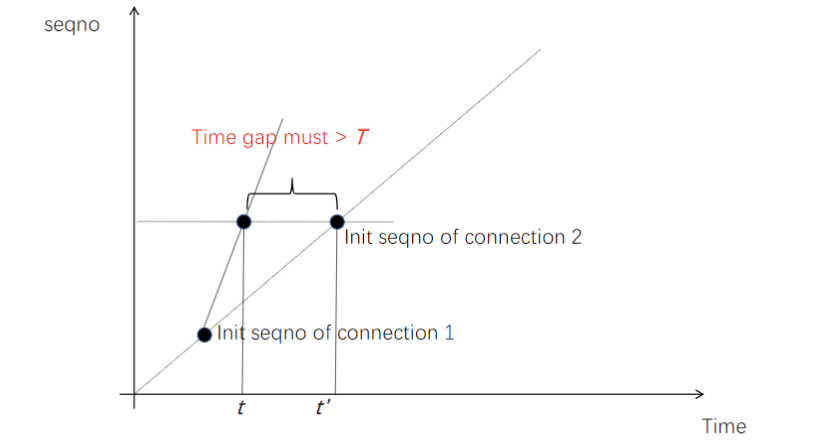 seqno
Time gap must > T
Init seqno of connection 2
Init seqno of connection 1
t
t'
Time